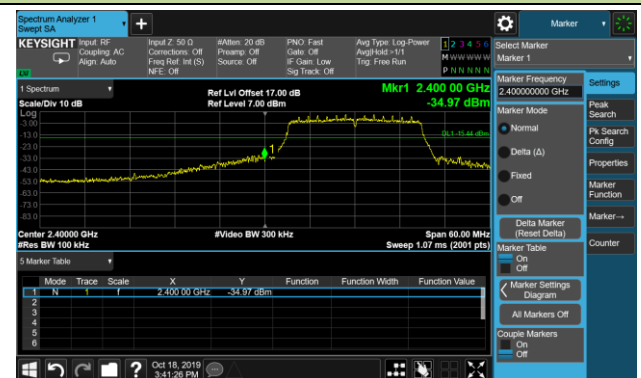 Spectrum Analyzer 1
Swept SA
Marker
KEYSIGHT
Input: RF
Coupling: AC
Align: Auto
Input Z: 50 Ω
Corrections: Off
Freq Ref: Int (S)
NFE: Off
#Atten: 20 dB
Preamp: Off
Source: Off
PNO: Fast
Gate: Off
IF Gain: Low
Sig Track: Off
Avg Type: Log-Power
Avg|Hold:>1/1
Trig: Free Run
1 2 3 4 5 6
M W W W W W
P N N N N N
Select Marker
Marker 1
LXI
1 Spectrum
Scale/Div 10 dB
Log
Ref Lvl Offset 17.00 dB
Ref Level 7.00 dBm
Mkr1 2.400 00 GHz
-34.97 dBm
-3.00
-13.0
-23.0
-33.0
-43.0
-53.0
-63.0
-73.0
-83.0
DL1 -15.44 dBm
1
Center 2.40000 GHz
#Res BW 100 kHz
#Video BW 300 kHz
Span 60.00 MHz
Sweep 1.07 ms (2001 pts)
5 Marker Table
Mode Trace Scale X Y Function Function Width Function Value
1 N 1 f 2.400 00 GHz -34.97 dBm
2
3
4
5
6
Marker Frequency
2.400000000 GHz
Marker Mode
Normal
Delta (Δ)
Fixed
Off
Delta Marker
(Reset Delta)
Marker Table
On
Off
Marker Settings
Diagram
All Markers Off
Couple Markers
On
Off
Settings
Peak
Search
Pk Search
Config
Properties
Marker
Function
Marker→
Counter
?
Oct 18, 2019
3:41:26 PM